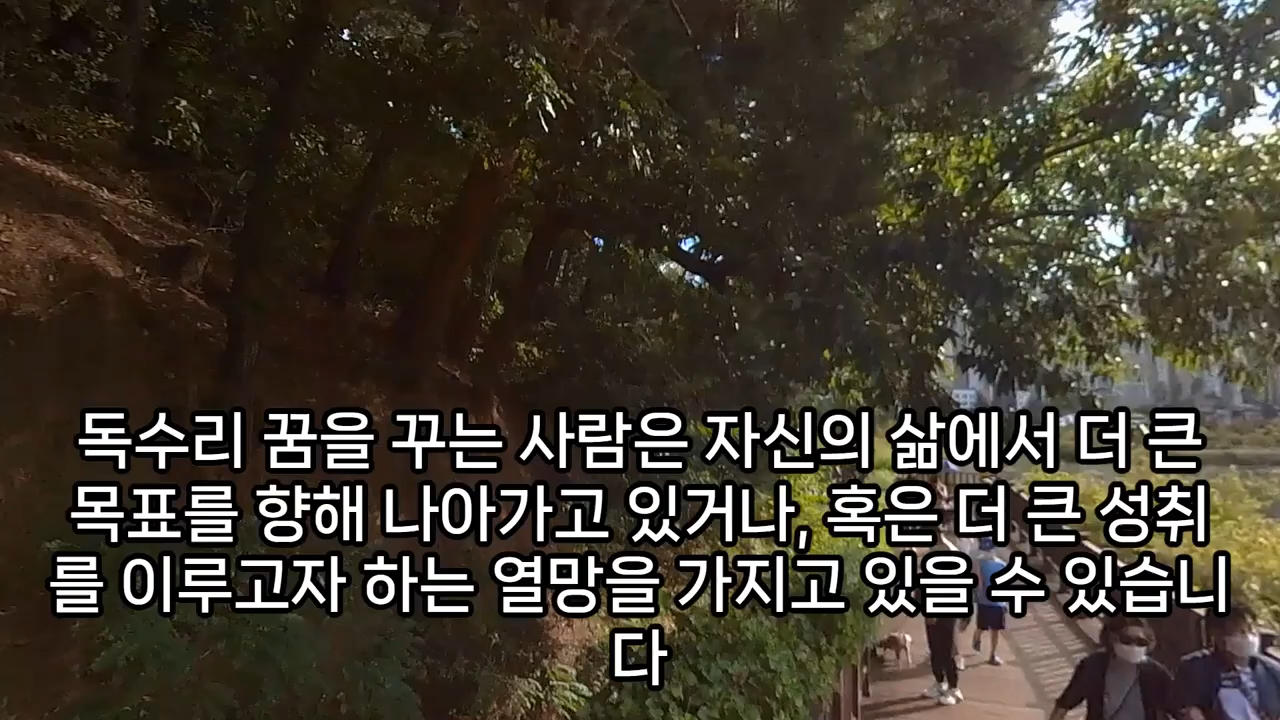 독수리 꿈을 꾸는 사람은 자신의 삶에서 더 큰
목표를 향해 나아가고 있거나, 혹은 더 큰 성취
를 이루고자 하는 열망을 가지고 있을 수 있습니
다